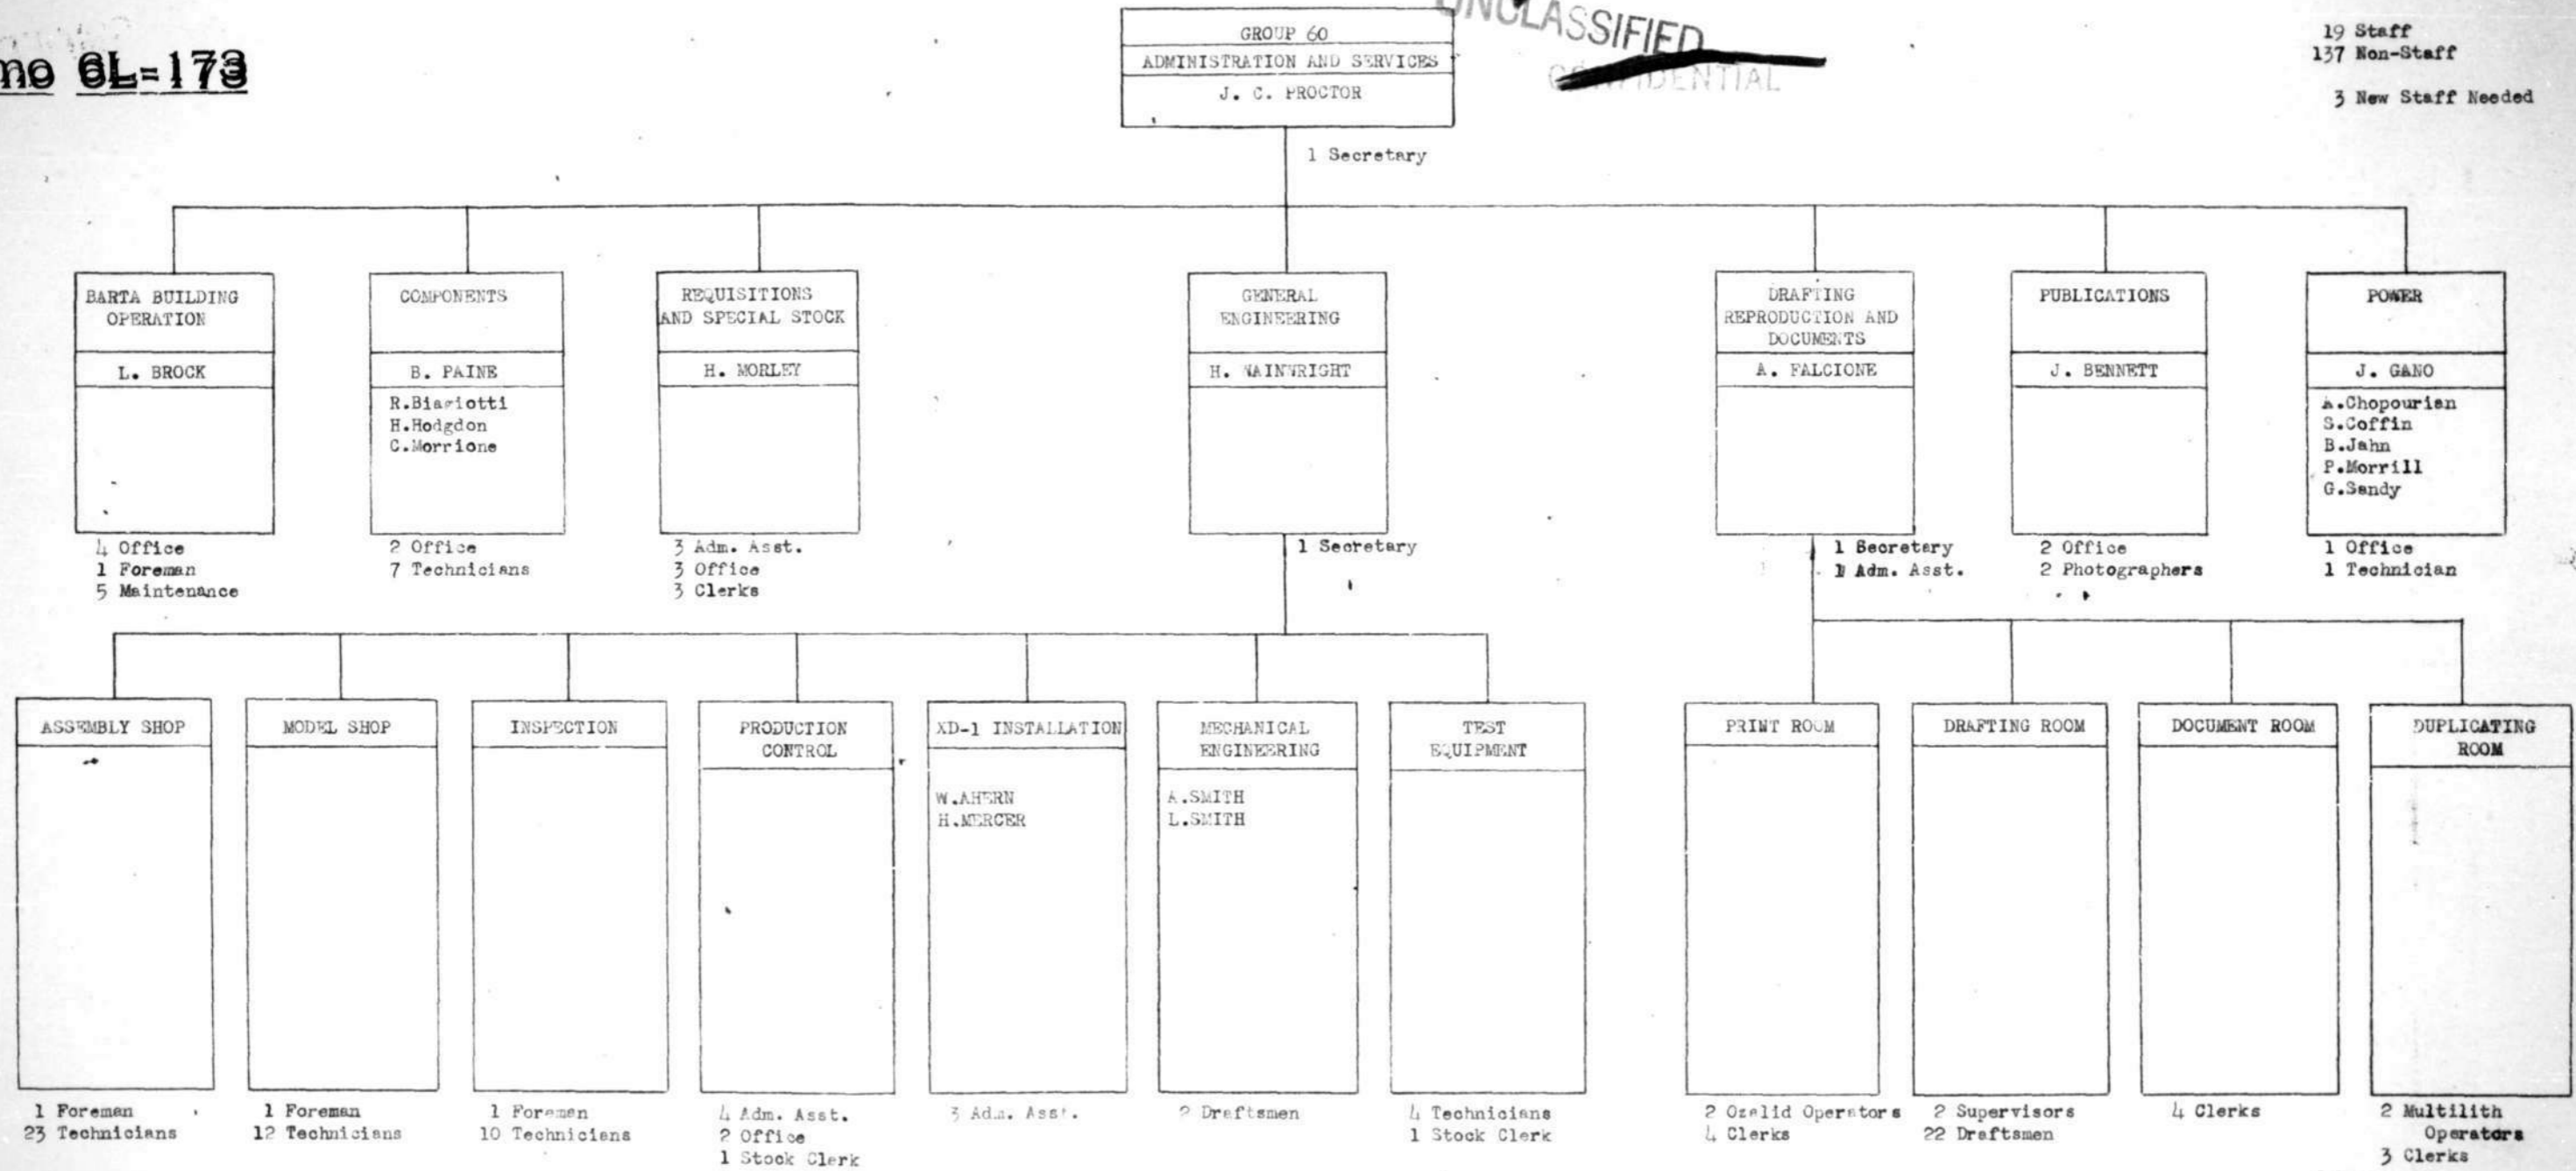 6L-173
UNCLASSIFIED
CONFIDENTIAL
19 Staff
137 Non-Staff
3 New Staff Needed
GROUP 60
ADMINISTRATION AND SERVICES
J. C. PROCTOR
1 Secretary
BARTA BUILDING
OPERATION
L. BROCK
4 Office
1 Foreman
5 Maintenance
COMPONENTS
B. PAINE
R.Biagiotti
H.Hodgdon
C.Morrione
2 Office
7 Technicians
REQUISITIONS
AND SPECIAL STOCK
H. MORLEY
3 Adm. Asst.
3 Office
3 Clerks
GENERAL
ENGINEERING
H. WAINWRIGHT
1 Secretary
DRAFTING
REPRODUCTION AND
DOCUMENTS
A. FALCIONE
1 Secretary
1 Adm. Asst.
PUBLICATIONS
J. BENNETT
2 Office
2 Photographers
POWER
J. GANO
A.Chopourian
S.Coffin
B.Jahn
P.Morrill
G.Sandy
1 Office
1 Technician
ASSEMBLY SHOP
1 Foreman
23 Technicians
MODEL SHOP
1 Foreman
12 Technicians
INSPECTION
1 Foreman
10 Technicians
PRODUCTION
CONTROL
4 Adm. Asst.
2 Office
1 Stock Clerk
XD-1 INSTALLATION
W.AHERN
H.MERCER
3 Adm. Asst.
MECHANICAL
ENGINEERING
A.SMITH
L.SMITH
2 Draftsmen
TEST
EQUIPMENT
4 Technicians
1 Stock Clerk
PRINT ROOM
2 Ozalid Operators
4 Clerks
DRAFTING ROOM
2 Supervisors
22 Draftsmen
DOCUMENT ROOM
4 Clerks
DUPLICATING
ROOM
2 Multilith
Operators
3 Clerks